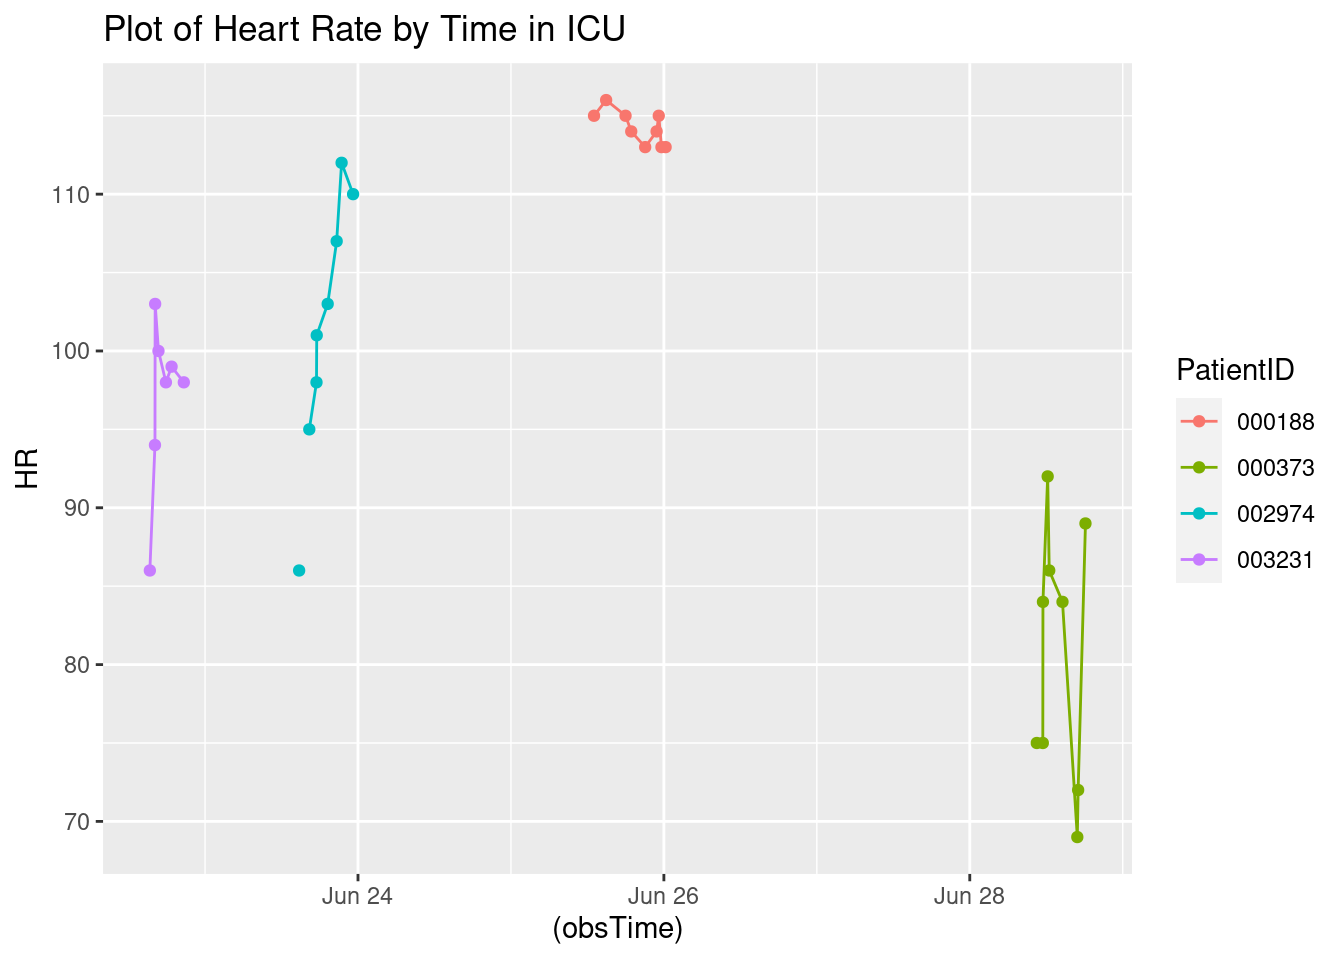 Plot of Heart Rate by Time in ICU
110
100
90
80
70
HR
Jun 24
Jun 26
Jun 28
(obsTime)
PatientID
000188
000373
002974
003231